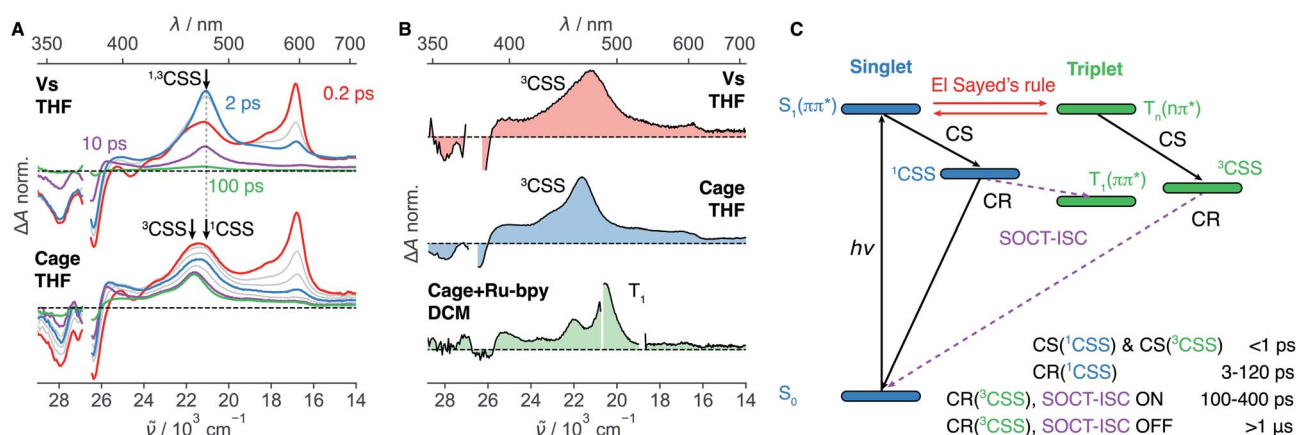 A
λ / nm
350 400 500 600 700
Vs
THF
1,3CSS
2 ps
0.2 ps
10 ps
100 ps
3CSS
1CSS
Cage
THF
ΔA norm.
28 26 24 22 20 18 16 14
ν̃ / 10³ cm⁻¹
B
λ / nm
350 400 500 600 700
3CSS
Vs
THF
3CSS
Cage
THF
ΔA norm.
Cage+Ru-bpy
DCM
T₁
28 26 24 22 20 18 16 14
ν̃ / 10³ cm⁻¹
C
Singlet
Triplet
El Sayed's rule
S₁(ππ*)
Tₙ(nπ*)
CS
CS
¹CSS
T₁(ππ*)
³CSS
CR
CR
SOCT-ISC
hν
S₀
CS(¹CSS) & CS(³CSS) <1 ps
CR(¹CSS) 3-120 ps
CR(³CSS), SOCT-ISC ON 100-400 ps
CR(³CSS), SOCT-ISC OFF >1 μs